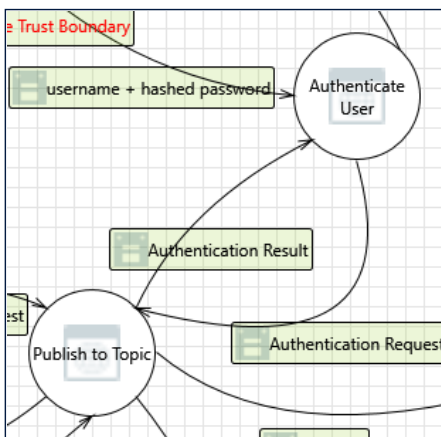 e Trust Boundary
username + hashed password
Authenticate
User
Authentication Result
est
Authentication Request
Publish to Topic